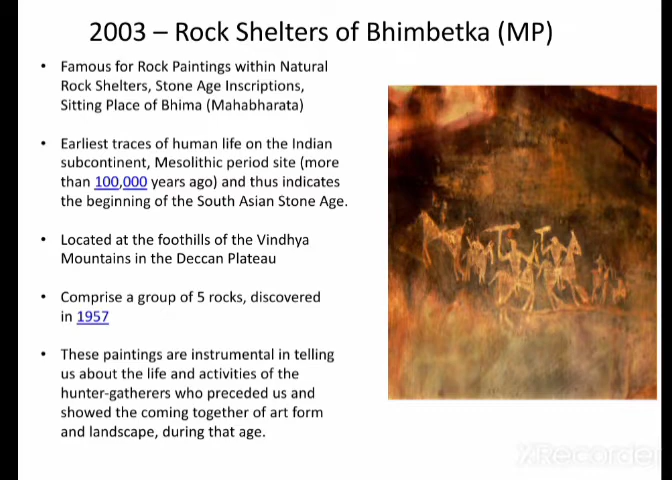 2003 – Rock Shelters of Bhimbetka (MP)
• Famous for Rock Paintings within Natural
Rock Shelters, Stone Age Inscriptions,
Sitting Place of Bhima (Mahabharata)
• Earliest traces of human life on the Indian
subcontinent, Mesolithic period site (more
than 100,000 years ago) and thus indicates
the beginning of the South Asian Stone Age.
• Located at the foothills of the Vindhya
Mountains in the Deccan Plateau
• Comprise a group of 5 rocks, discovered
in 1957
• These paintings are instrumental in telling
us about the life and activities of the
hunter-gatherers who preceded us and
showed the coming together of art form
and landscape, during that age.
XRecorder